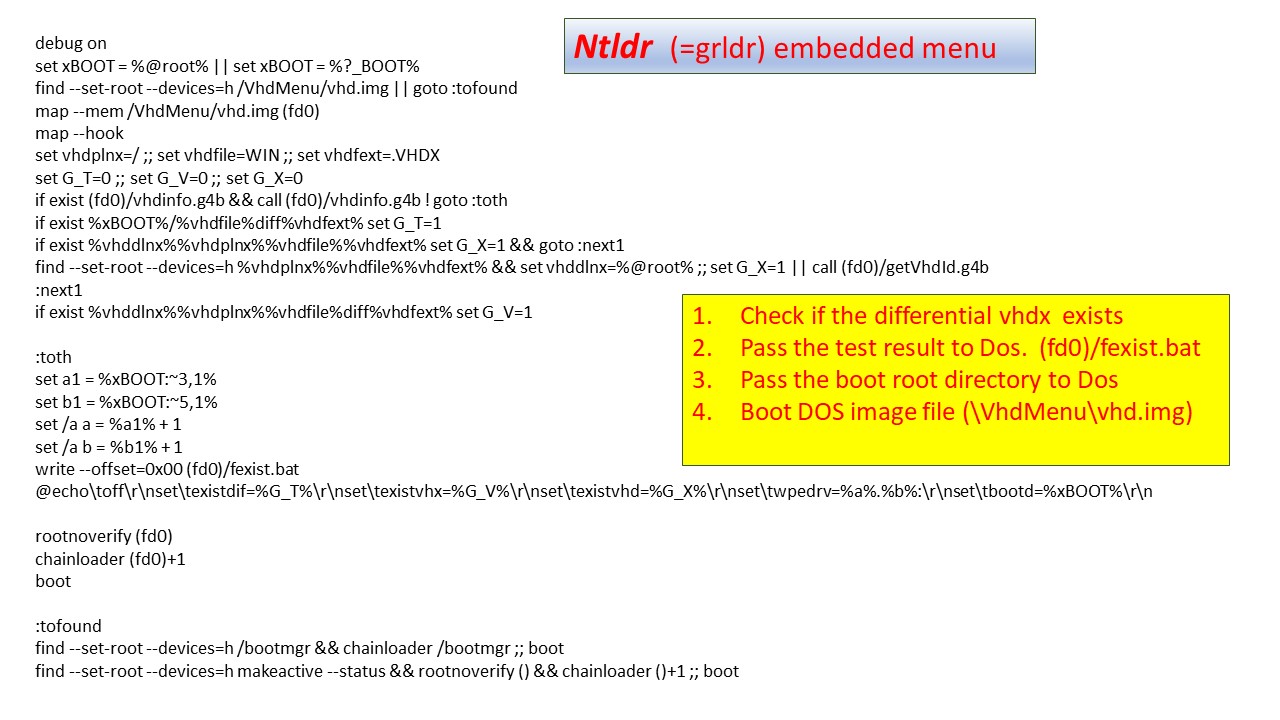 Ntldr (=grldr) embedded menu
debug on
set xBOOT = %@root% || set xBOOT = %?_BOOT%
find --set-root --devices=h /VhdMenu/vhd.img || goto :tofound
map --mem /VhdMenu/vhd.img (fd0)
map --hook
set vhdplnx=/ ;; set vhdfile=WIN ;; set vhdfext=.VHDX
set G_T=0 ;; set G_V=0 ;; set G_X=0
if exist (fd0)/vhdinfo.g4b && call (fd0)/vhdinfo.g4b ! goto :toth
if exist %xBOOT%/%vhdfile%diff%vhdfext% set G_T=1
if exist %vhddlnx%%vhdplnx%%vhdfile%%vhdfext% set G_X=1 && goto :next1
find --set-root --devices=h %vhdplnx%%vhdfile%%vhdfext% && set vhddlnx=%@root% ;; set G_X=1 || call (fd0)/getVhdId.g4b
:next1
if exist %vhddlnx%%vhdplnx%%vhdfile%diff%vhdfext% set G_V=1
:toth
set a1 = %xBOOT:~3,1%
set b1 = %xBOOT:~5,1%
set /a a = %a1% + 1
set /a b = %b1% + 1
write --offset=0x00 (fd0)/fexist.bat
@echo\toff\r\nset\texistdif=%G_T%\r\nset\texistvhx=%G_V%\r\nset\texistvhd=%G_X%\r\nset\twpedrv=%a%.%b%:\r\nset\tbootd=%xBOOT%\r\n
rootnoverify (fd0)
chainloader (fd0)+1
boot
:tofound
find --set-root --devices=h /bootmgr && chainloader /bootmgr ;; boot
find --set-root --devices=h makeactive --status && rootnoverify () && chainloader ()+1 ;; boot
1. Check if the differential vhdx exists
2. Pass the test result to Dos. (fd0)/fexist.bat
3. Pass the boot root directory to Dos
4. Boot DOS image file (\VhdMenu\vhd.img)